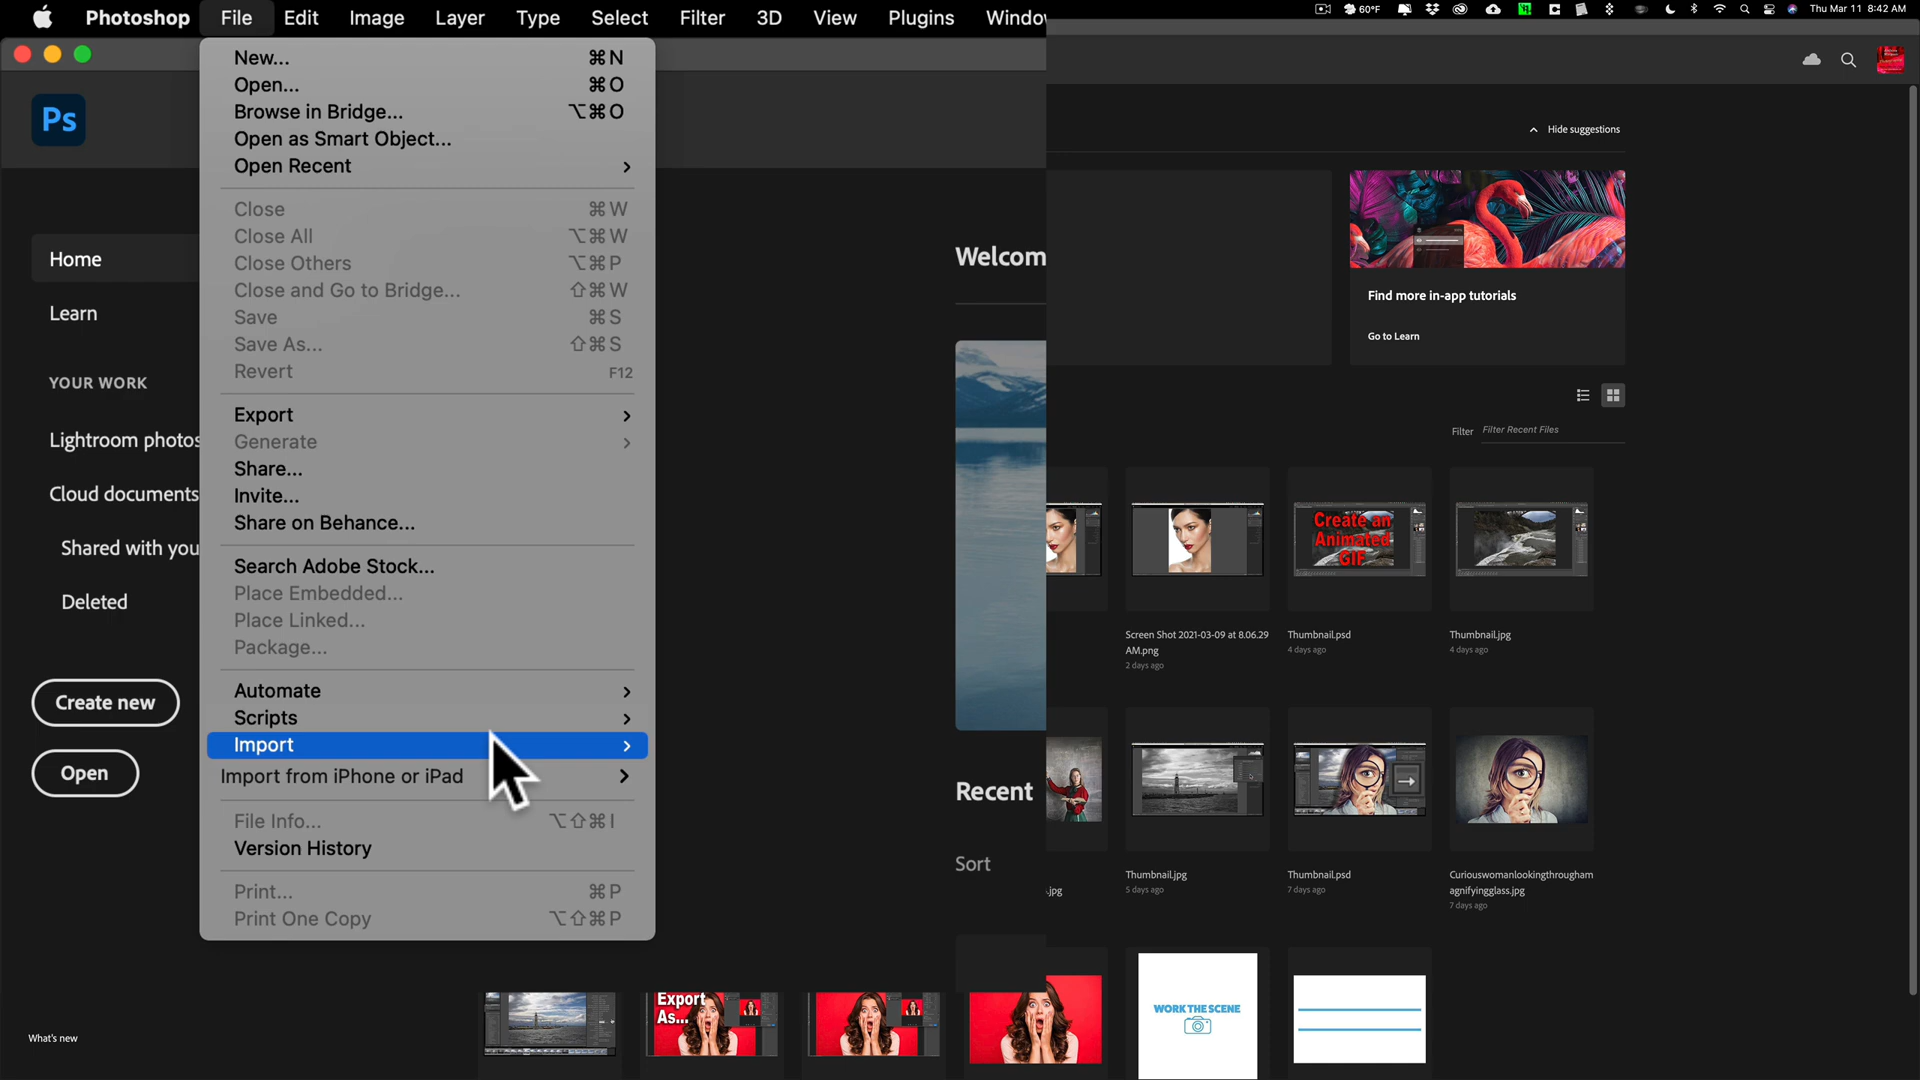 Photoshop File Edit Image Layer Type Select Filter 3D View Plugins
60°F Thu Mar 11 8:42 AM
Ps
New... ⌘N
Open... ⌘O
Browse in Bridge... ⌥⌘O
Open as Smart Object...
Open Recent
Close ⌘W
Close All ⌥⌘W
Close Others ⌥⌘P
Close and Go to Bridge... ⇧⌘W
Save ⌘S
Save As... ⇧⌘S
Revert F12
Export
Generate
Share...
Invite...
Share on Behance...
Search Adobe Stock...
Place Embedded...
Place Linked...
Package...
Automate
Scripts
Import
Import from iPhone or iPad
File Info... ⌥⇧⌘I
Version History
Print... ⌘P
Print One Copy ⌥⇧⌘P
Home
Learn
YOUR WORK
Lightroom photos
Cloud documents
Shared with you
Deleted
Create new
Open
What's new
Welcom
Recent
Sort
Hide suggestions
Find more in-app tutorials
Go to Learn
Filter Filter Recent Files
Create an
Animated
GIF
Screen Shot 2021-03-09 at 8.06.29
AM.png
2 days ago
Thumbnail.psd
4 days ago
Thumbnail.jpg
4 days ago
.jpg
Thumbnail.jpg
5 days ago
Thumbnail.psd
7 days ago
Curiouswomanlookingthrougham
agnifyingglass.jpg
7 days ago
Export
As...
WORK THE SCENE